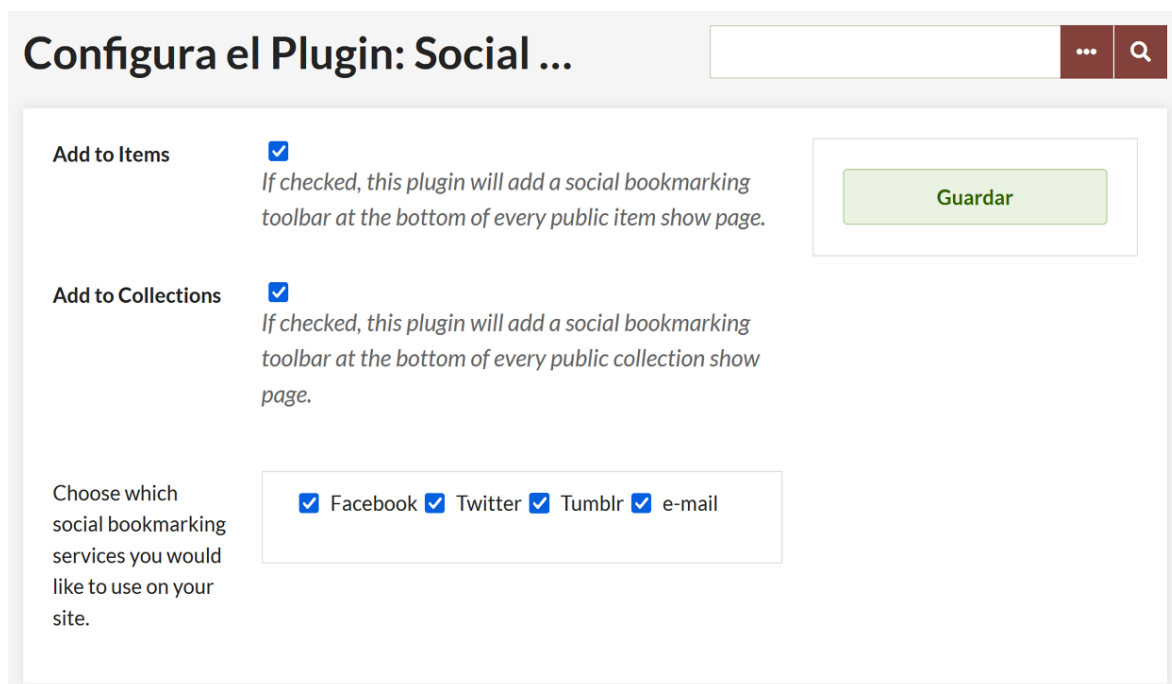 Configura el Plugin: Social ...
Add to Items
If checked, this plugin will add a social bookmarking
toolbar at the bottom of every public item show page.
Guardar
Add to Collections
If checked, this plugin will add a social bookmarking
toolbar at the bottom of every public collection show
page.
Choose which
social bookmarking
services you would
like to use on your
site.
Facebook Twitter Tumblr e-mail